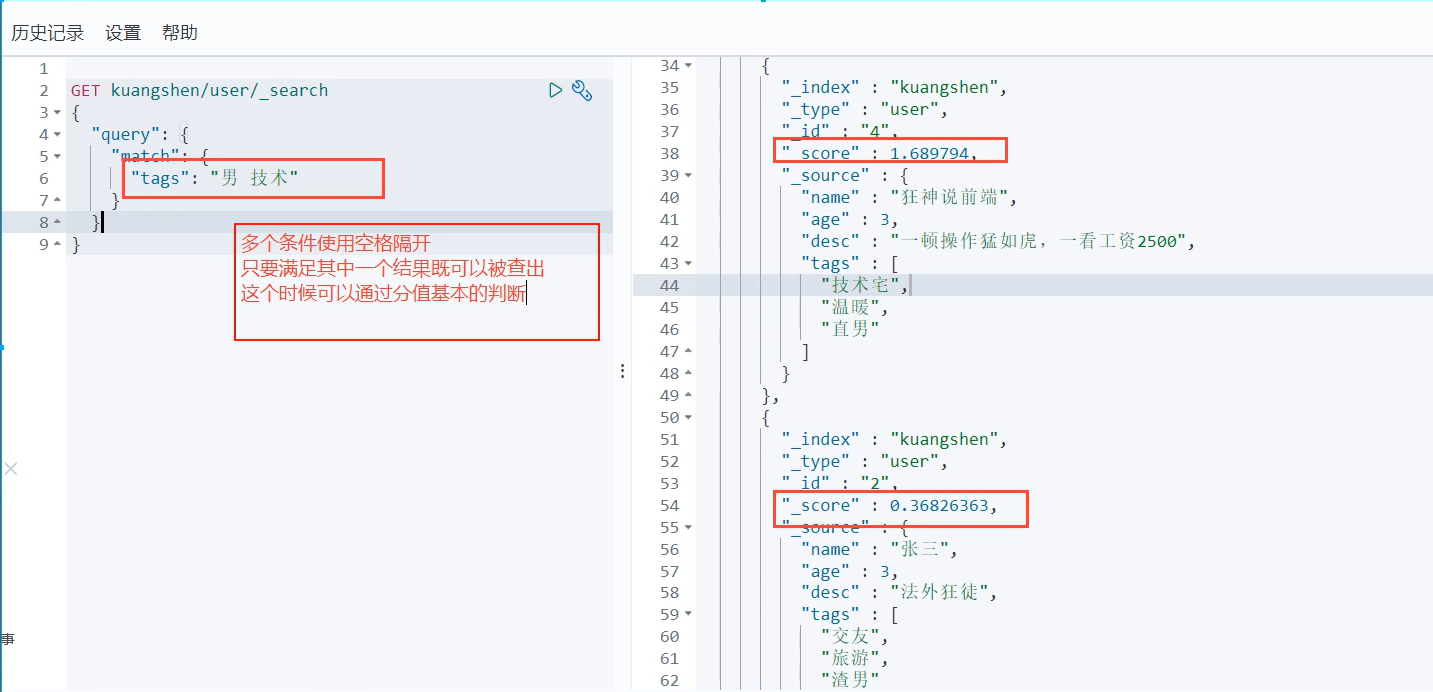 历史记录 设置 帮助
1
2 GET kuangshen/user/_search
3 {
4 "query": {
5 "match": {
6 "tags": "男 技术"
7 }
8 }
9 }
多个条件使用空格隔开
只要满足其中一个结果既可以被查出
这个时候可以通过分值基本的判断
事
34 {
35 "_index" : "kuangshen",
36 "_type" : "user",
37 "_id" : "4",
38 "_score" : 1.689794,
39 "_source" : {
40 "name" : "狂神说前端",
41 "age" : 3,
42 "desc" : "一顿操作猛如虎，一看工资2500",
43 "tags" : [
44 "技术宅",
45 "温暖",
46 "直男"
47 ]
48 }
49 },
50 {
51 "_index" : "kuangshen",
52 "_type" : "user",
53 "_id" : "2",
54 "_score" : 0.36826363,
55 "_source" : {
56 "name" : "张三",
57 "age" : 3,
58 "desc" : "法外狂徒",
59 "tags" : [
60 "交友",
61 "旅游",
62 "渣男"